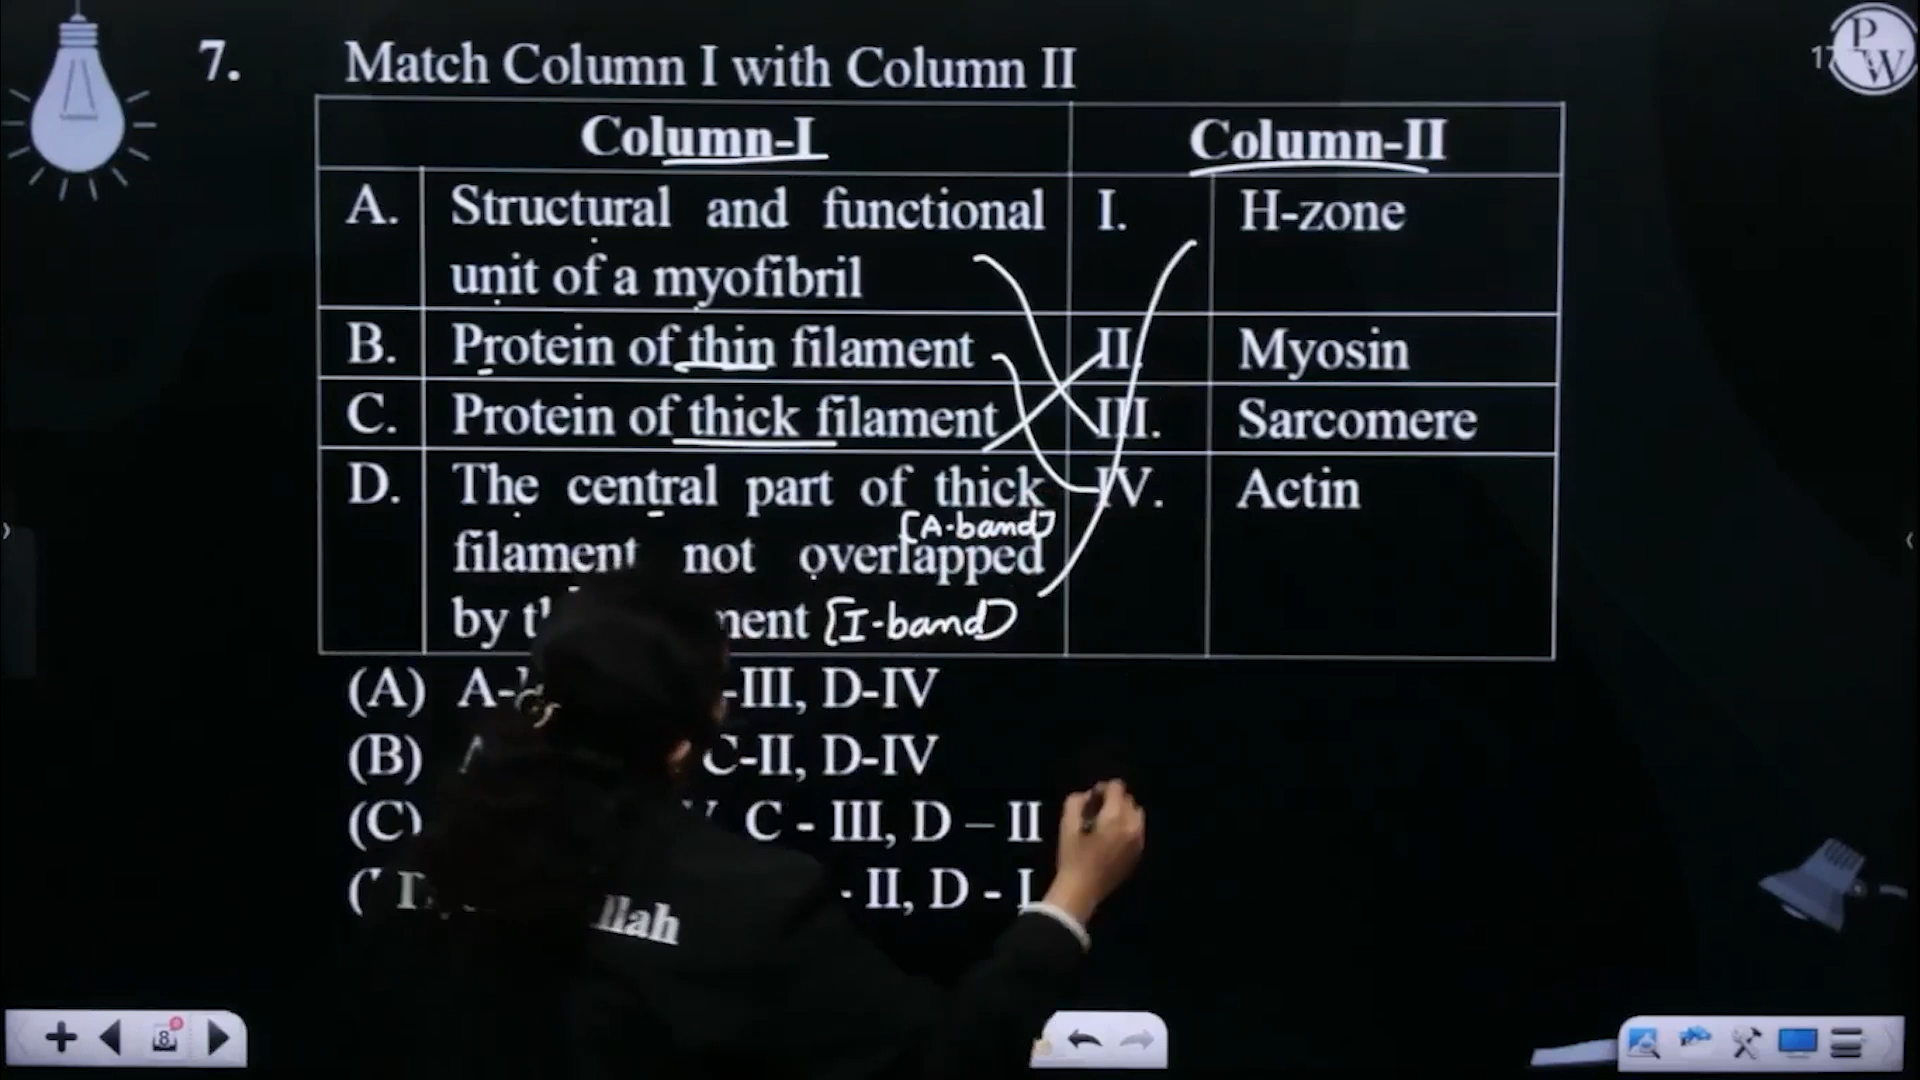 P
W
7. Match Column I with Column II
Column-I Column-II
A. Structural and functional I. H-zone
unit of a myofibril
B. Protein of thin filament II. Myosin
C. Protein of thick filament III. Sarcomere
D. The central part of thick IV. Actin
[A-band]
filament not overlapped
by [I-band]
(A) -III, D-IV
(B) C-II, D-IV
(C) C - III, D – II
- II, D - I
8